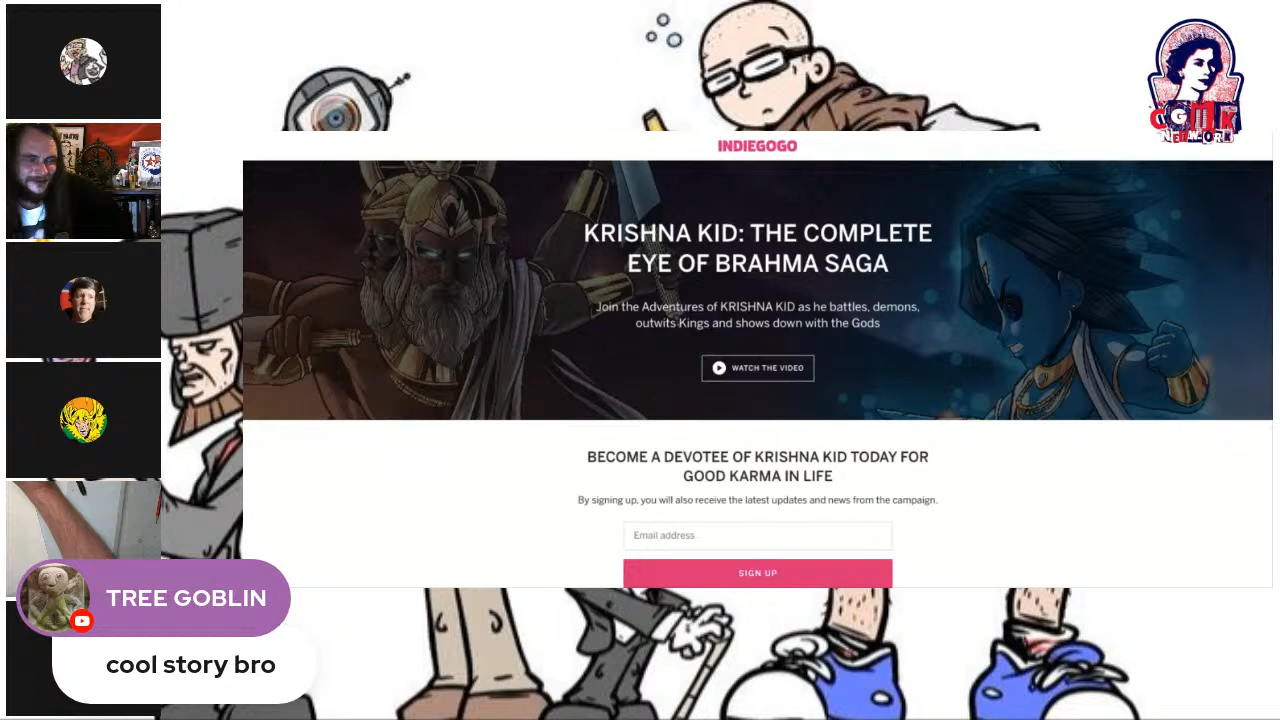 CGMK
NETWORK
INDIEGOGO
KRISHNA KID: THE COMPLETE
EYE OF BRAHMA SAGA
Join the Adventures of KRISHNA KID as he battles, demons,
outwits Kings and shows down with the Gods
WATCH THE VIDEO
BECOME A DEVOTEE OF KRISHNA KID TODAY FOR
GOOD KARMA IN LIFE
By signing up, you will also receive the latest updates and news from the campaign.
Email address
SIGN UP
TREE GOBLIN
cool story bro